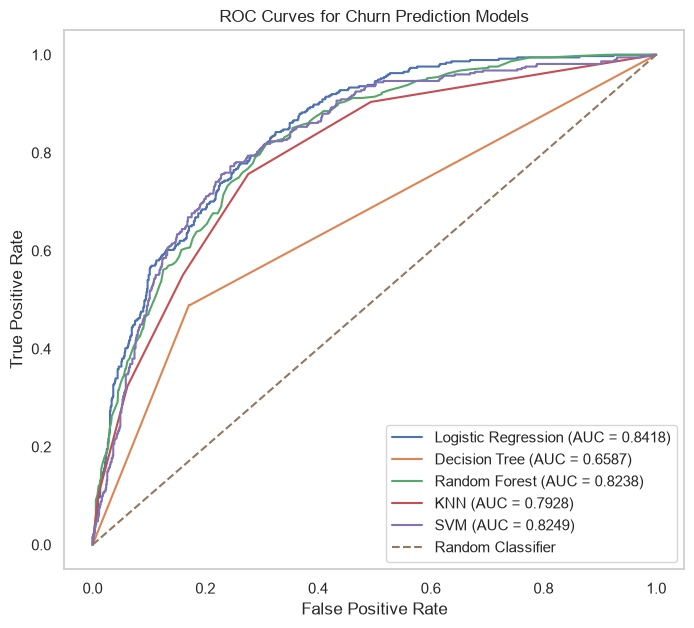 ROC Curves for Churn Prediction Models
True Positive Rate
1.0
0.8
0.6
0.4
0.2
0.0
0.0 0.2 0.4 0.6 0.8 1.0
False Positive Rate
Logistic Regression (AUC = 0.8418)
Decision Tree (AUC = 0.6587)
Random Forest (AUC = 0.8238)
KNN (AUC = 0.7928)
SVM (AUC = 0.8249)
Random Classifier